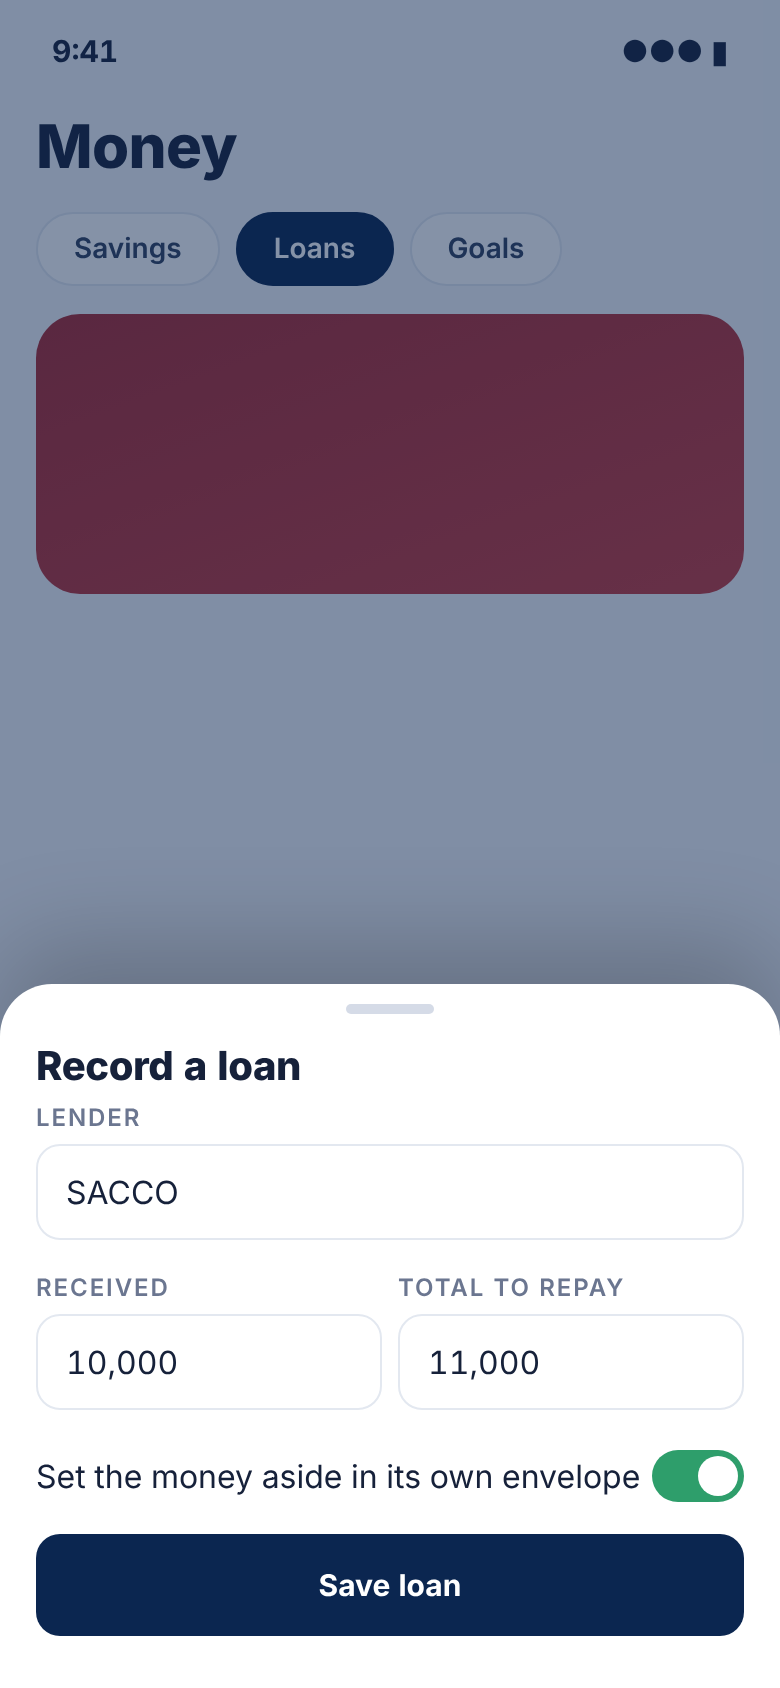 9:41
Money
Savings Loans Goals
Record a loan
LENDER
SACCO
RECEIVED TOTAL TO REPAY
10,000 11,000
Set the money aside in its own envelope
Save loan